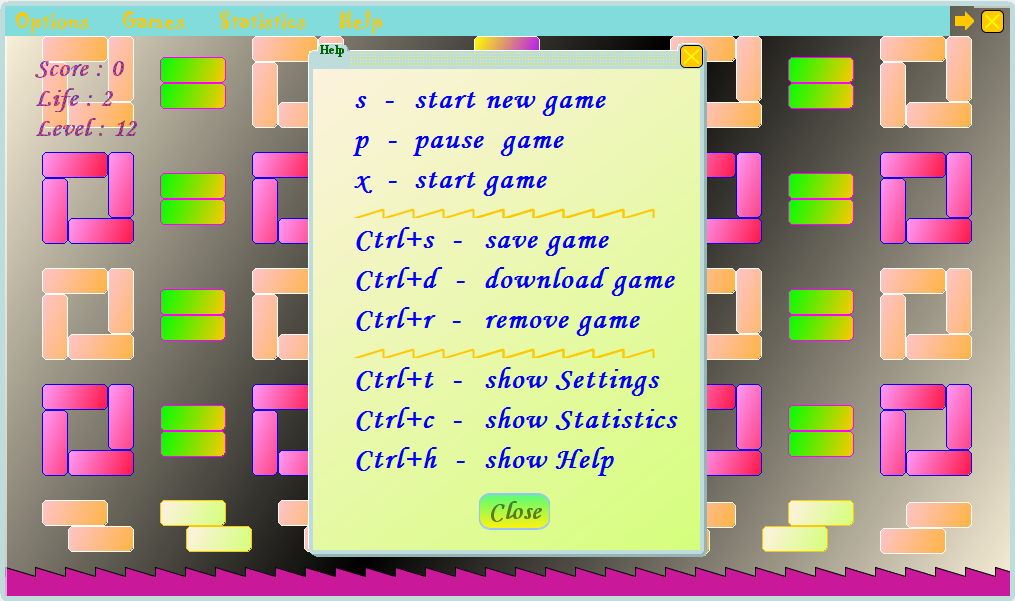 Options Games Statistics Help
Help
Score : 0
Life : 2
Level : 12
s - start new game
p - pause game
x - start game
Ctrl+s - save game
Ctrl+d - download game
Ctrl+r - remove game
Ctrl+t - show Settings
Ctrl+c - show Statistics
Ctrl+h - show Help
Close